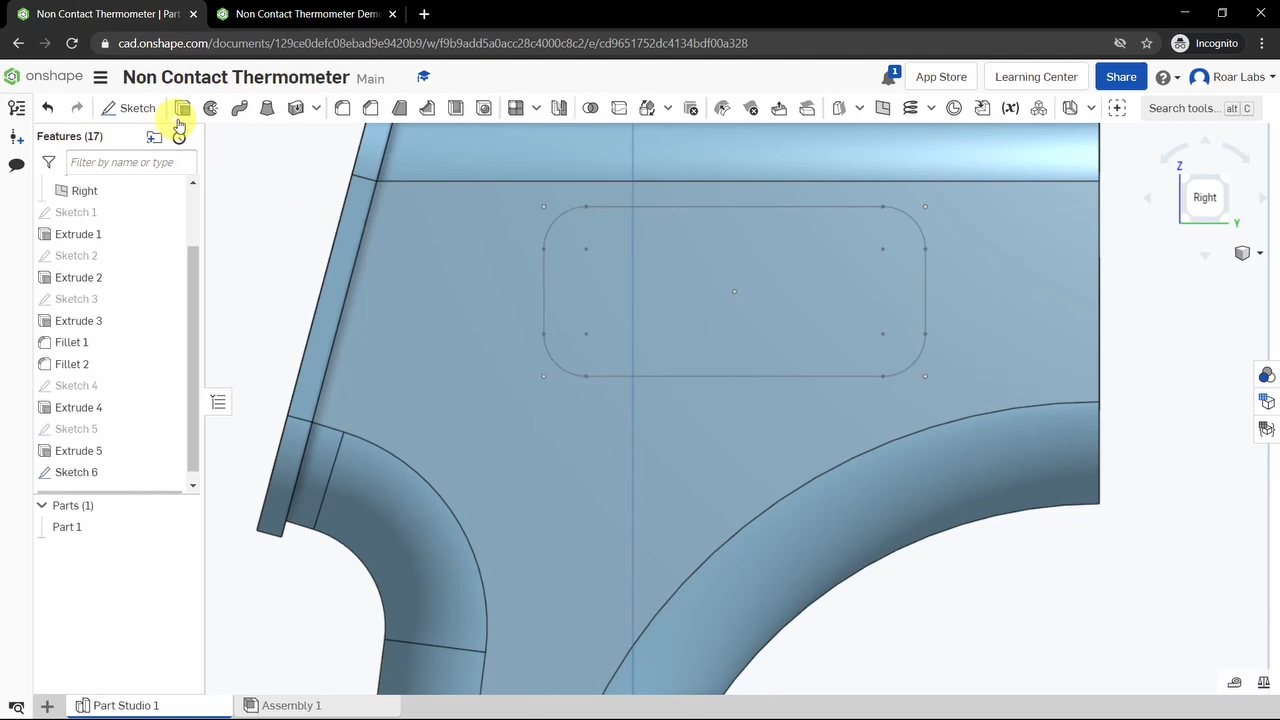 Non Contact Thermometer | Part
Non Contact Thermometer Demo
cad.onshape.com/documents/129ce0defc08ebad9e9420b9/w/f9b9add5a0acc28c4000c8c2/e/cd9651752dc4134bdf00a328
Incognito
onshape
Non Contact Thermometer
Main
1
App Store
Learning Center
Share
Roar Labs
Sketch
Search tools...
alt
C
Features (17)
Filter by name or type
Right
Sketch 1
Extrude 1
Sketch 2
Extrude 2
Sketch 3
Extrude 3
Fillet 1
Fillet 2
Sketch 4
Extrude 4
Sketch 5
Extrude 5
Sketch 6
Parts (1)
Part 1
Z
Right
Y
Part Studio 1
Assembly 1